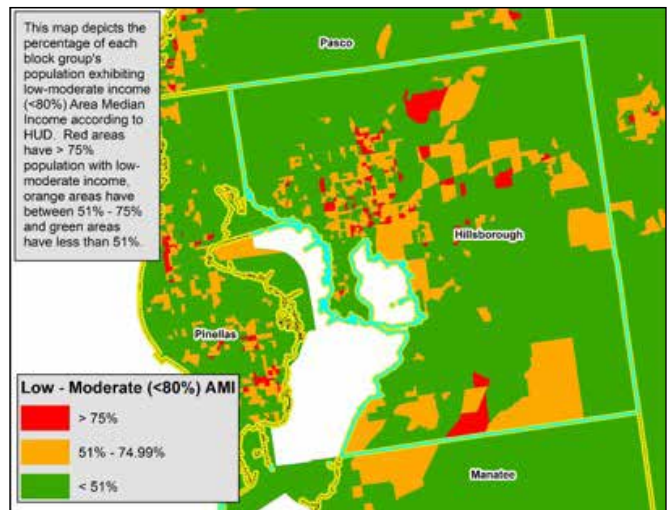 This map depicts the
percentage of each
block group's
population exhibiting
low-moderate income
(<80%) Area Median
Income according to
HUD. Red areas
have > 75%
population with low-
moderate income,
orange areas have
between 51% - 75%
and green areas
have less than 51%.
Pasco
Hillsborough
Pinellas
Manatee
Low - Moderate (<80%) AMI
> 75%
51% - 74.99%
< 51%